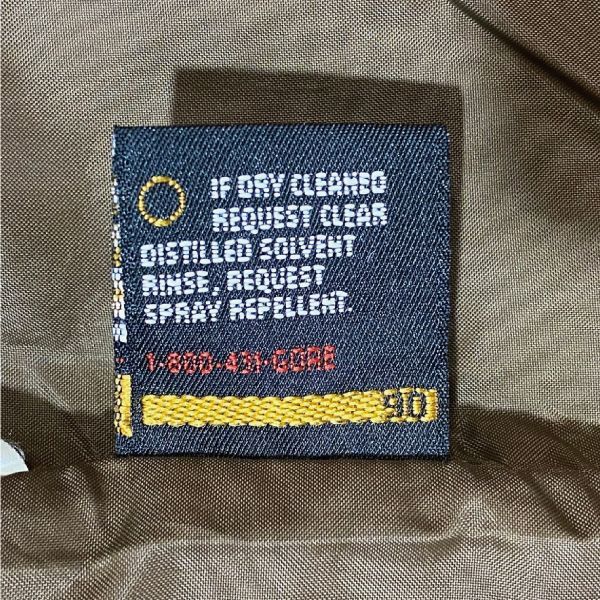 IF DRY CLEANED
REQUEST CLEAR
DISTILLED SOLVENT
RINSE, REQUEST
SPRAY REPELLENT.
1-800-431-GORE
90